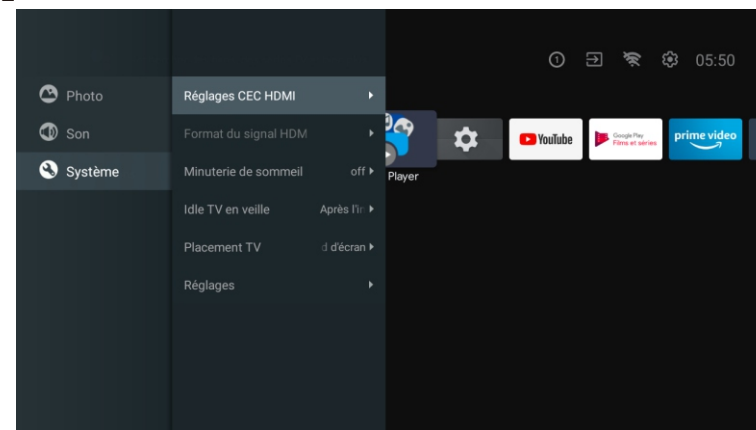 05:50
Photo
Son
Système
Réglages CEC HDMI
Format du signal HDM
Minuterie de sommeil off
Idle TV en veille Après l'in
Placement TV d d'écran
Réglages
Player
YouTube
Google Play
Films et séries
prime video